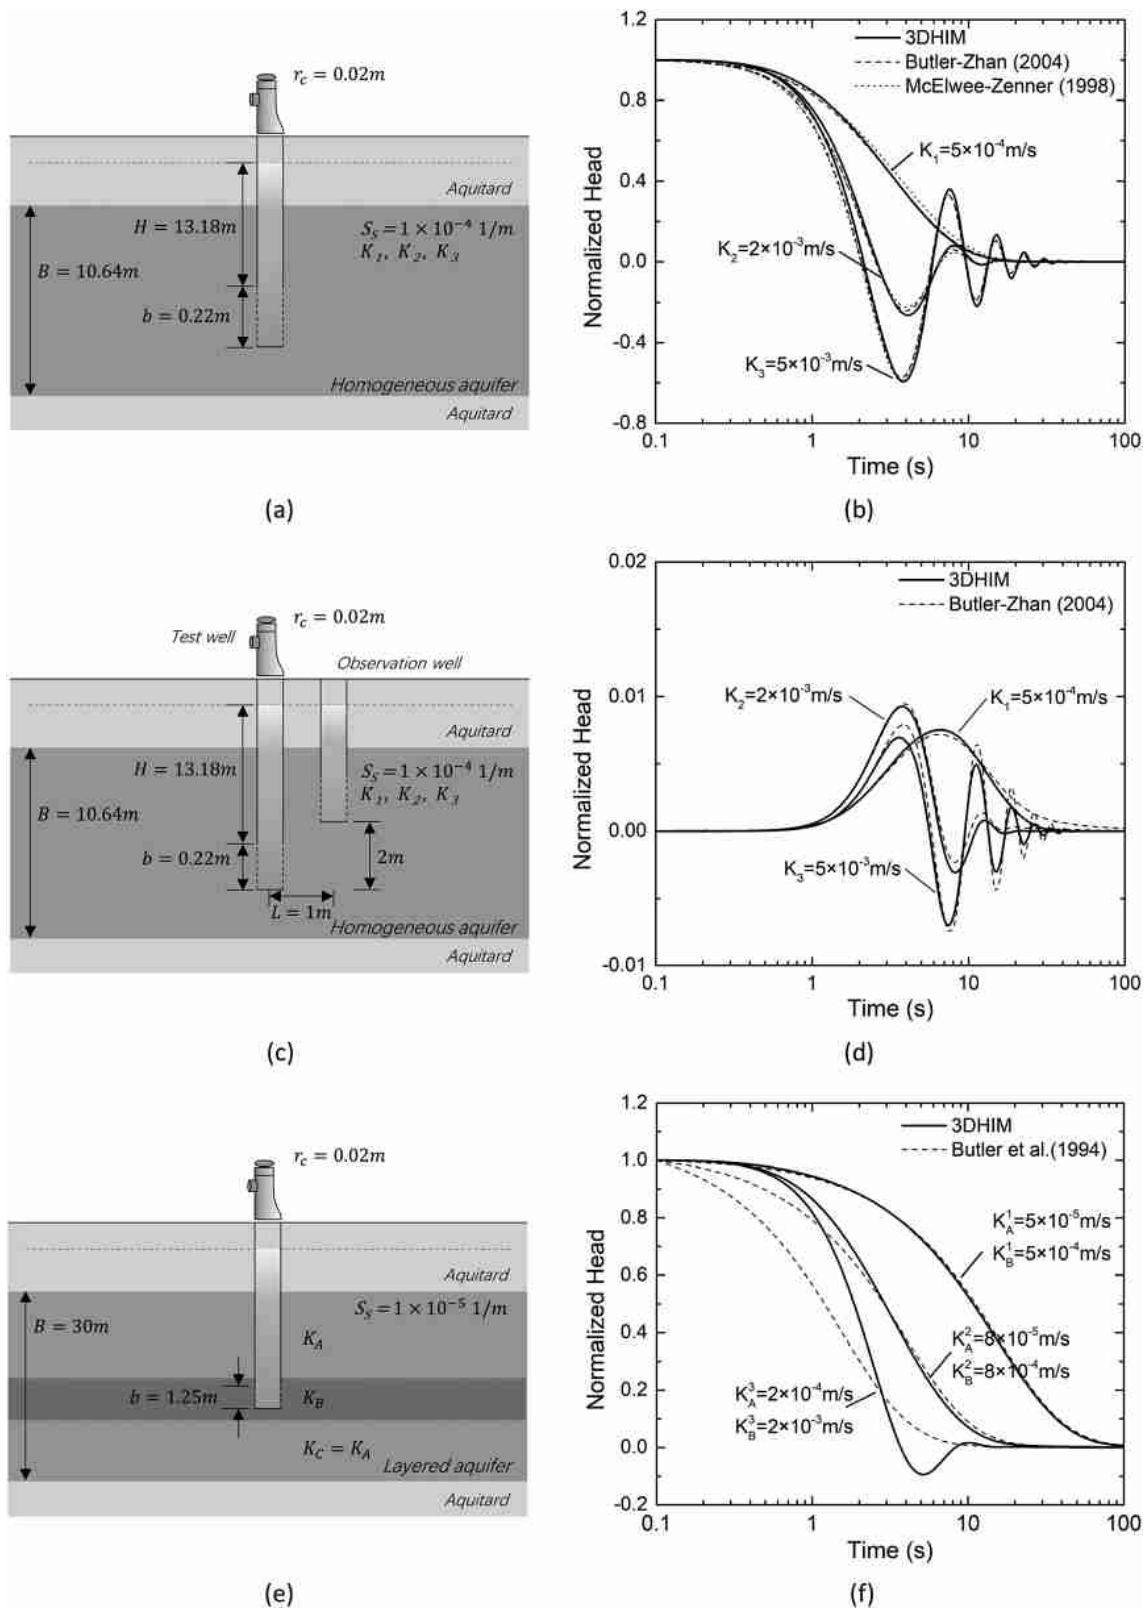 r_c = 0.02m
Aquitard
H = 13.18m
S_S = 1 × 10⁻⁴ 1/m
K_1, K_2, K_3
B = 10.64m
b = 0.22m
Homogeneous aquifer
Aquitard
(a)
1.2
0.8
0.4
0.0
-0.4
-0.8
Normalized Head
3DHIM
Butler-Zhan (2004)
McElwee-Zenner (1998)
K_1=5×10⁻⁴m/s
K_2=2×10⁻³m/s
K_3=5×10⁻³m/s
0.1 1 10 100
Time (s)
(b)
r_c = 0.02m
Test well
Observation well
Aquitard
H = 13.18m
S_S = 1 × 10⁻⁴ 1/m
K_1, K_2, K_3
B = 10.64m
b = 0.22m
2m
L = 1m
Homogeneous aquifer
Aquitard
(c)
0.02
0.01
0.00
-0.01
Normalized Head
3DHIM
Butler-Zhan (2004)
K_2=2×10⁻³m/s
K_1=5×10⁻⁴m/s
K_3=5×10⁻³m/s
0.1 1 10 100
Time (s)
(d)
r_c = 0.02m
Aquitard
S_S = 1 × 10⁻⁵ 1/m
B = 30m
K_A
b = 1.25m
K_B
K_C = K_A
Layered aquifer
Aquitard
(e)
1.2
1.0
0.8
0.6
0.4
0.2
0.0
-0.2
Normalized Head
3DHIM
Butler et al.(1994)
K_A^1=5×10⁻⁵m/s
K_B^1=5×10⁻⁴m/s
K_A^2=8×10⁻⁵m/s
K_B^2=8×10⁻⁴m/s
K_A^3=2×10⁻⁴m/s
K_B^3=2×10⁻³m/s
0.1 1 10 100
Time (s)
(f)